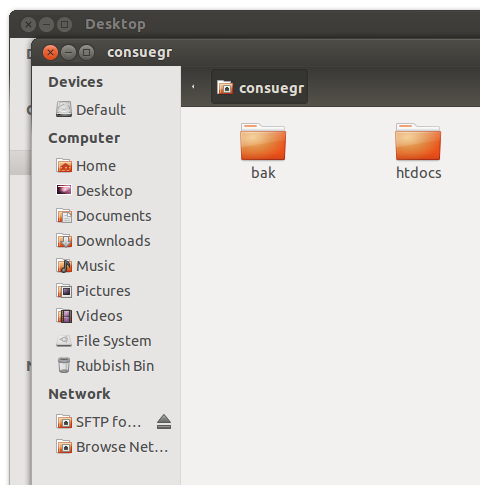 Desktop
consuegr
Devices
consuegr
Default
Computer
Home
Desktop
Documents
Downloads
Music
Pictures
Videos
File System
Rubbish Bin
Network
SFTP fo...
Browse Net...
bak
htdocs